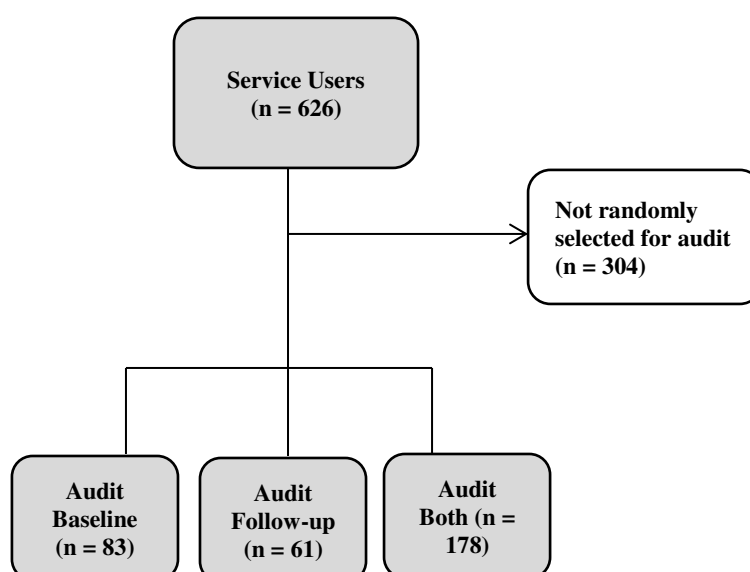 Service Users
(n = 626)
Not randomly
selected for audit
(n = 304)
Audit
Baseline
(n = 83)
Audit
Follow-up
(n = 61)
Audit
Both (n =
178)